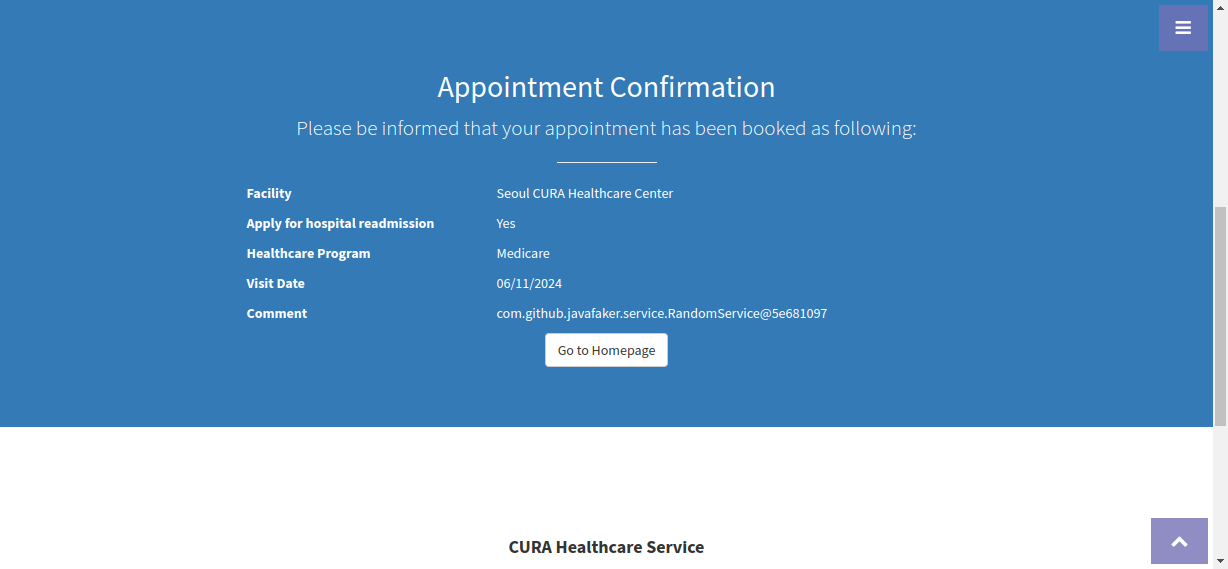 Appointment Confirmation
Please be informed that your appointment has been booked as following:
Facility Seoul CURA Healthcare Center
Apply for hospital readmission Yes
Healthcare Program Medicare
Visit Date 06/11/2024
Comment com.github.javafaker.service.RandomService@5e681097
Go to Homepage
CURA Healthcare Service